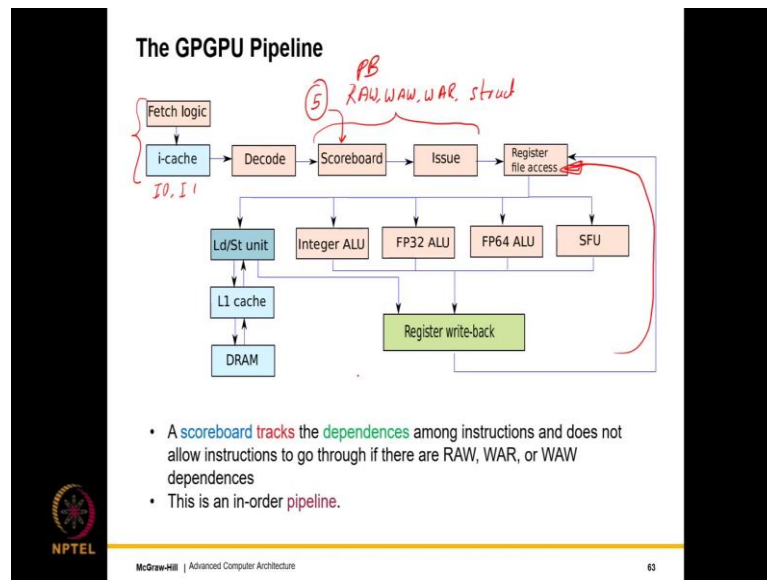 The GPGPU Pipeline
PB
5 RAW, WAW, WAR, struct
Fetch logic
i-cache
Decode
Scoreboard
Issue
Register
file access
I0, I1
Ld/St unit
Integer ALU
FP32 ALU
FP64 ALU
SFU
L1 cache
Register write-back
DRAM
• A scoreboard tracks the dependences among instructions and does not
allow instructions to go through if there are RAW, WAR, or WAW
dependences
• This is an in-order pipeline.
NPTEL
McGraw-Hill | Advanced Computer Architecture
63